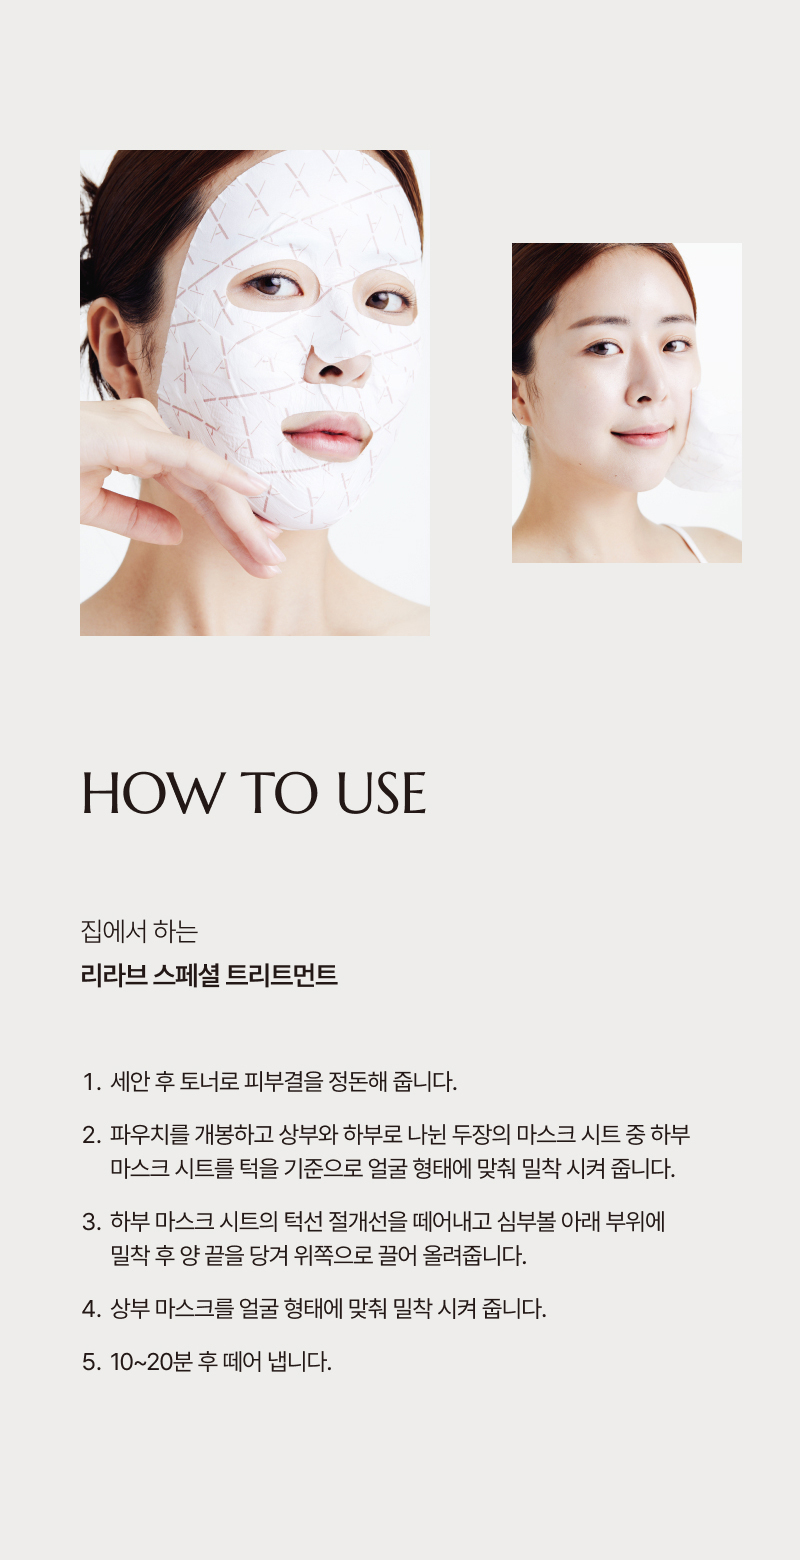 HOW TO USE
집에서 하는
리라브 스페셜 트리트먼트
1. 세안 후 토너로 피부결을 정돈해 줍니다.
2. 파우치를 개봉하고 상부와 하부로 나뉜 두장의 마스크 시트 중 하부
마스크 시트를 턱을 기준으로 얼굴 형태에 맞춰 밀착 시켜 줍니다.
3. 하부 마스크 시트의 턱선 절개선을 떼어내고 심부볼 아래 부위에
밀착 후 양 끝을 당겨 위쪽으로 끌어 올려줍니다.
4. 상부 마스크를 얼굴 형태에 맞춰 밀착 시켜 줍니다.
5. 10~20분 후 떼어 냅니다.